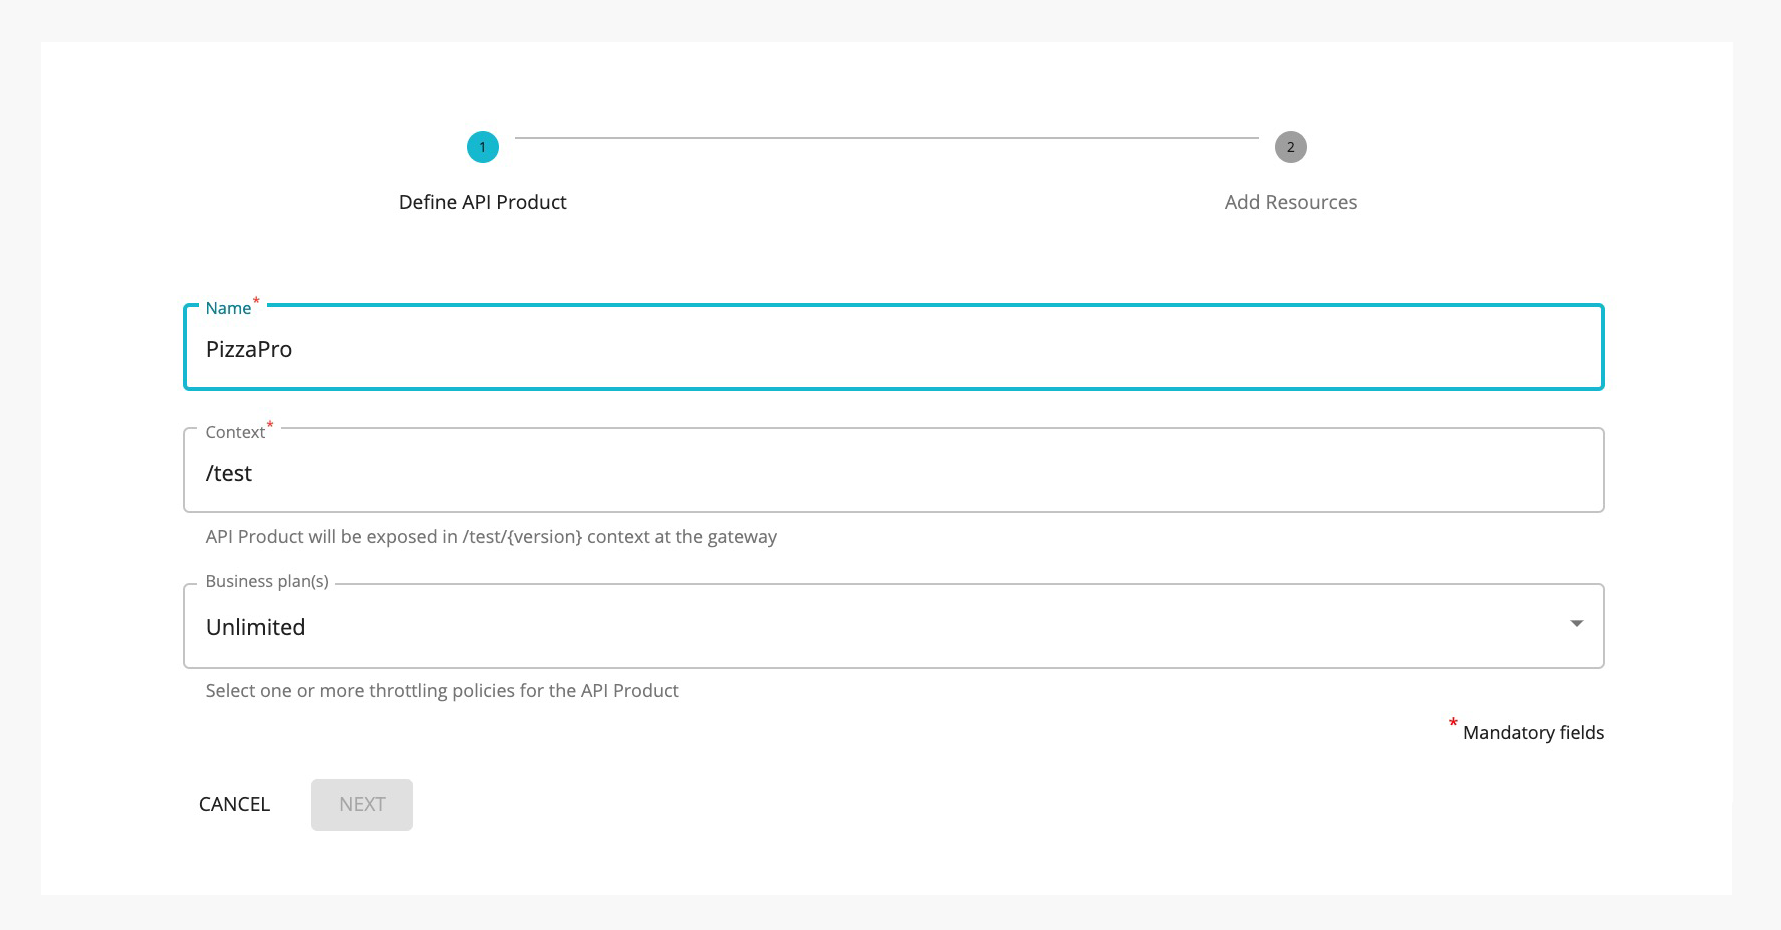 1
2
Define API Product
Add Resources
Name*
PizzaPro
Context*
/test
API Product will be exposed in /test/{version} context at the gateway
Business plan(s)
Unlimited
Select one or more throttling policies for the API Product
* Mandatory fields
CANCEL
NEXT